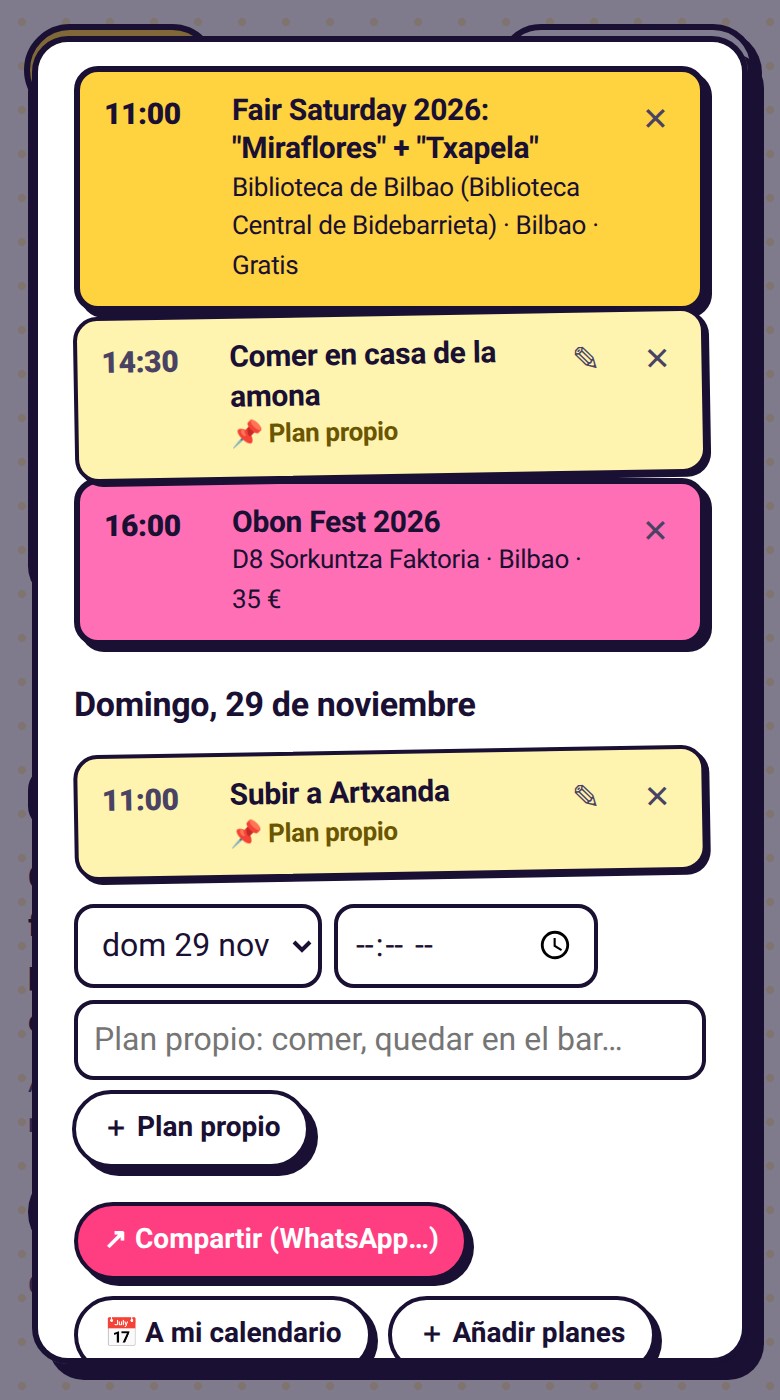 11:00
Fair Saturday 2026:
"Miraflores" + "Txapela"
Biblioteca de Bilbao (Biblioteca
Central de Bidebarrieta) · Bilbao ·
Gratis
14:30
Comer en casa de la
amona
📌 Plan propio
16:00
Obon Fest 2026
D8 Sorkuntza Faktoria · Bilbao ·
35 €
Domingo, 29 de noviembre
11:00
Subir a Artxanda
📌 Plan propio
dom 29 nov
--:-- --
Plan propio: comer, quedar en el bar…
+ Plan propio
↗ Compartir (WhatsApp…)
📅 A mi calendario
+ Añadir planes